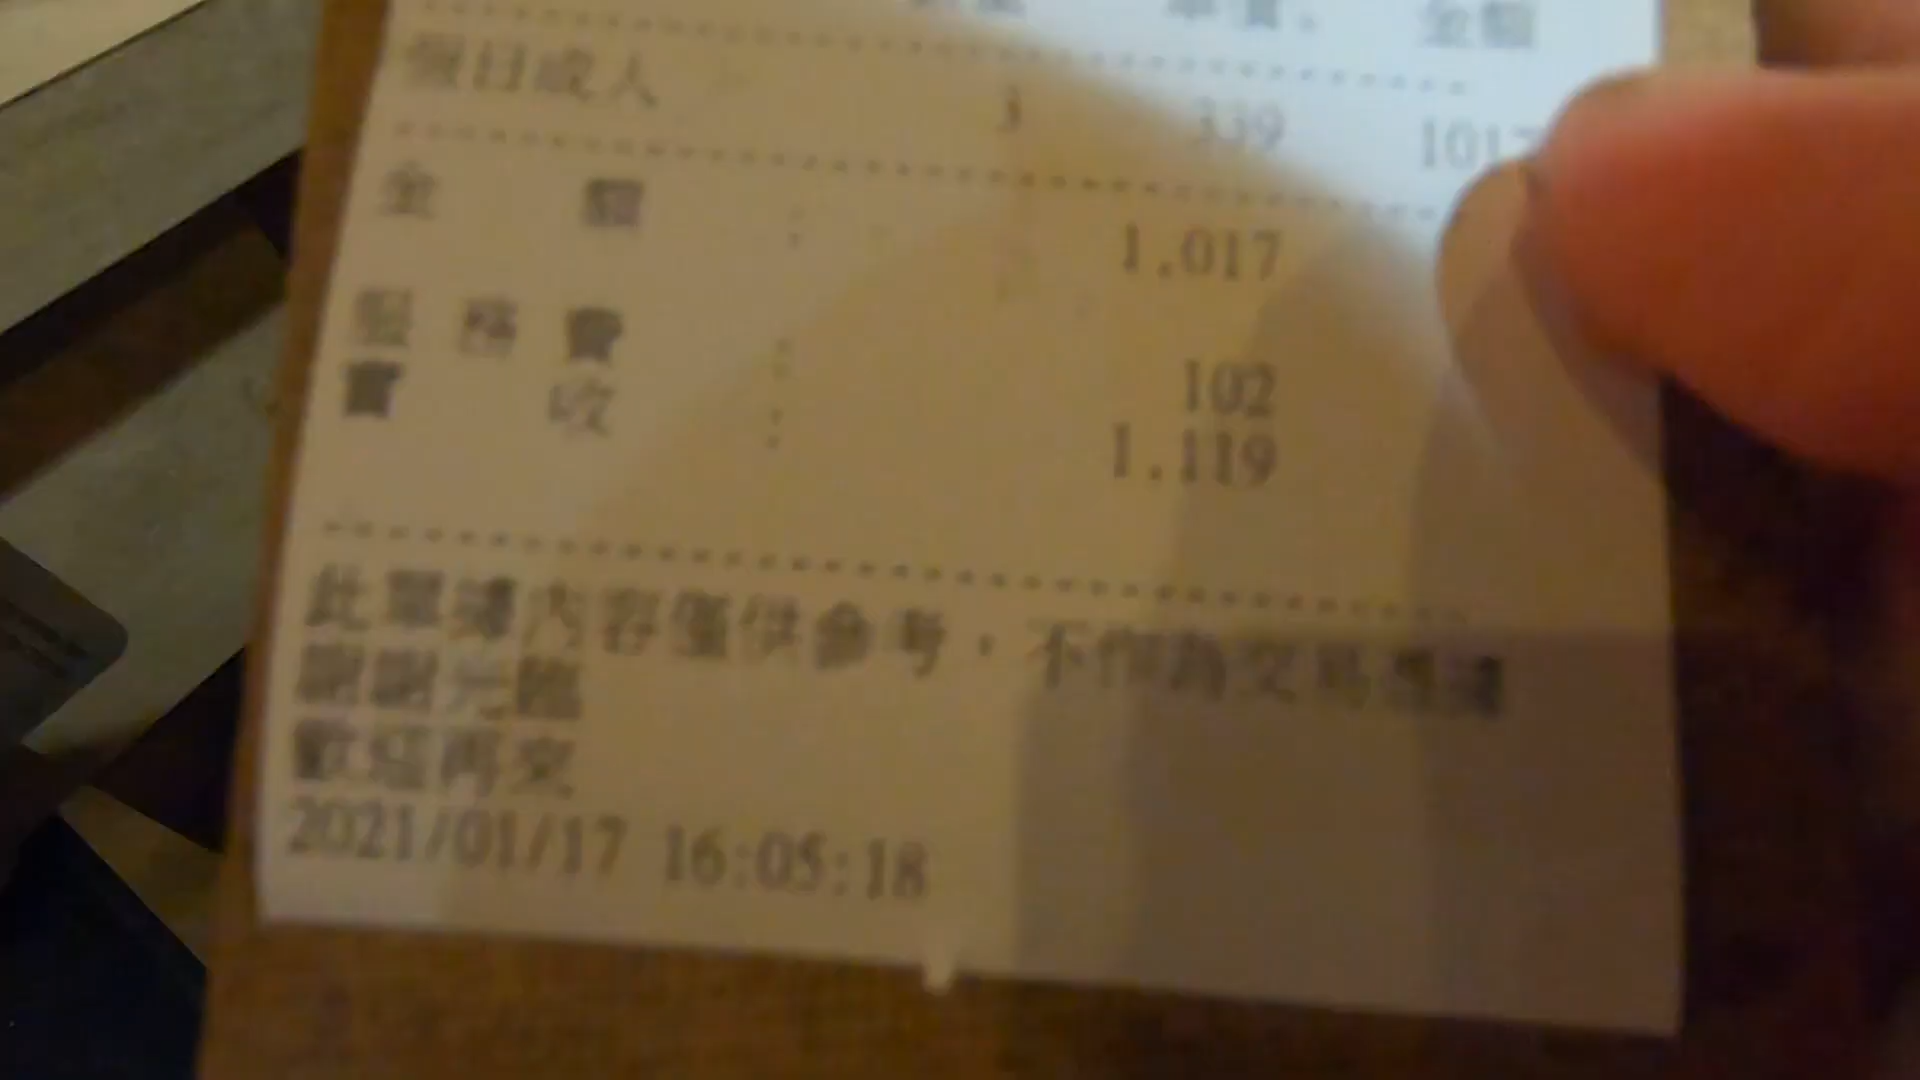 金額
假日成人 3 339 1017
金額 : 1,017
服務費 : 102
實收 : 1,119
此單據內容僅供參考，不作為交易憑證
謝謝光臨
歡迎再來
2021/01/17 16:05:18